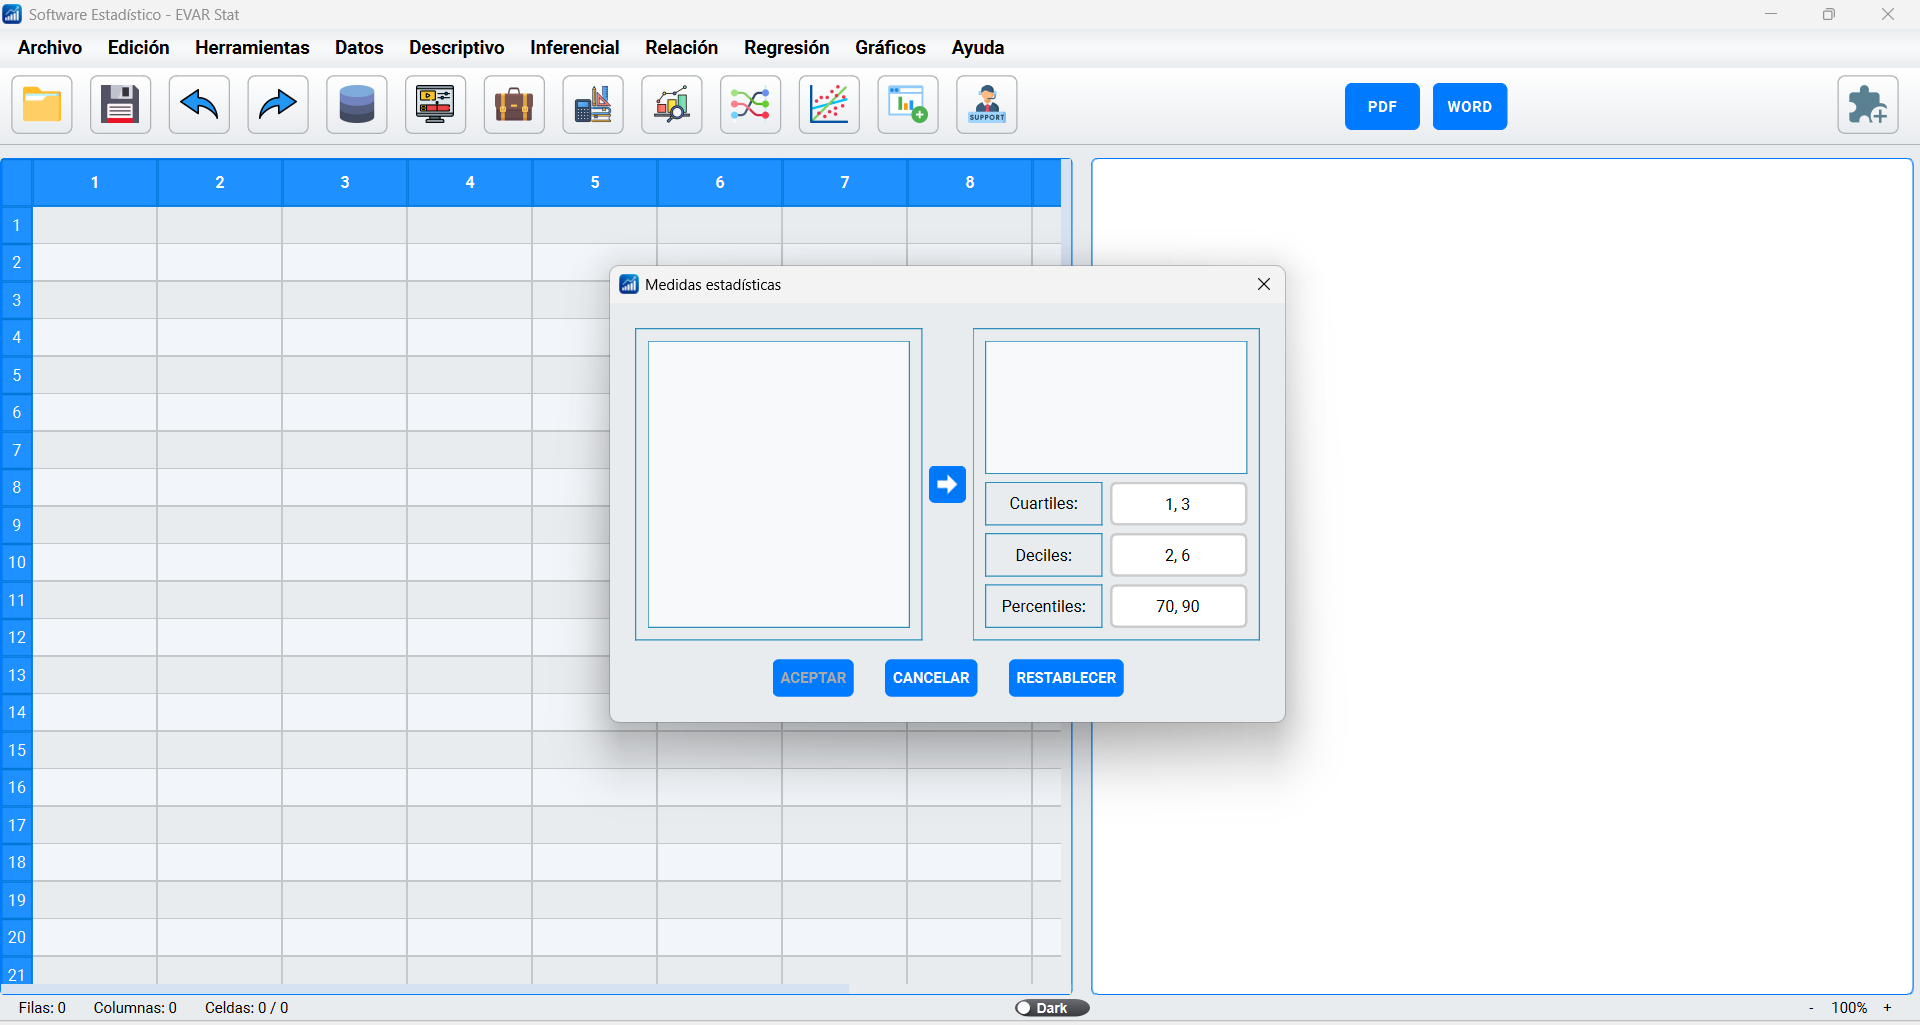 Software Estadístico - EVAR Stat
Archivo Edición Herramientas Datos Descriptivo Inferencial Relación Regresión Gráficos Ayuda
SUPPORT
PDF WORD
1 2 3 4 5 6 7 8
1
2
3
4
5
6
7
8
9
10
11
12
13
14
15
16
17
18
19
20
21
Medidas estadísticas
Cuartiles: 1, 3
Deciles: 2, 6
Percentiles: 70, 90
ACEPTAR CANCELAR RESTABLECER
Filas: 0 Columnas: 0 Celdas: 0 / 0 Dark - 100% +